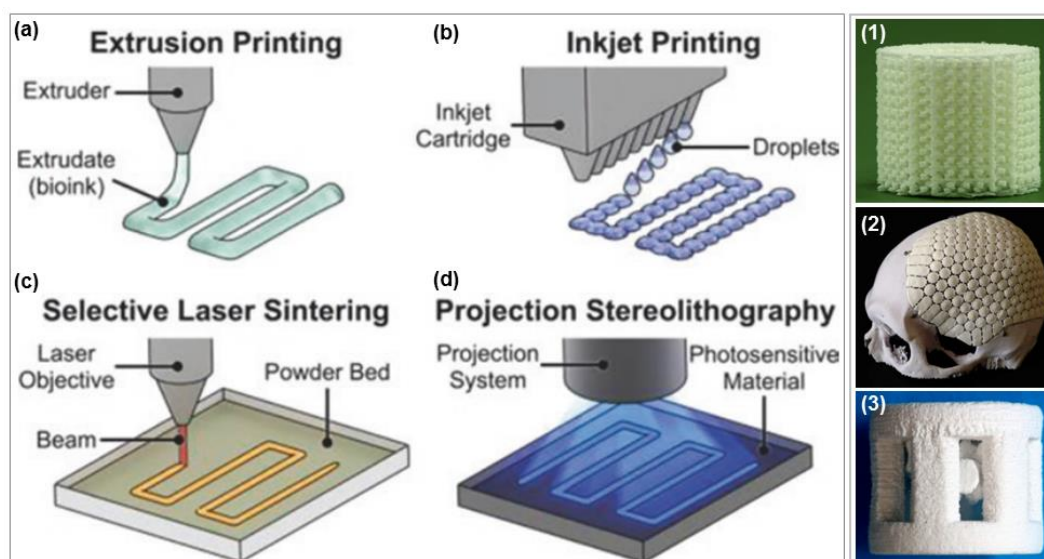 (a)
Extrusion Printing
Extruder
Extrudate
(bioink)
(b)
Inkjet Printing
Inkjet
Cartridge
Droplets
(c)
Selective Laser Sintering
Laser
Objective
Powder Bed
Beam
(d)
Projection Stereolithography
Projection
System
Photosensitive
Material
(1)
(2)
(3)